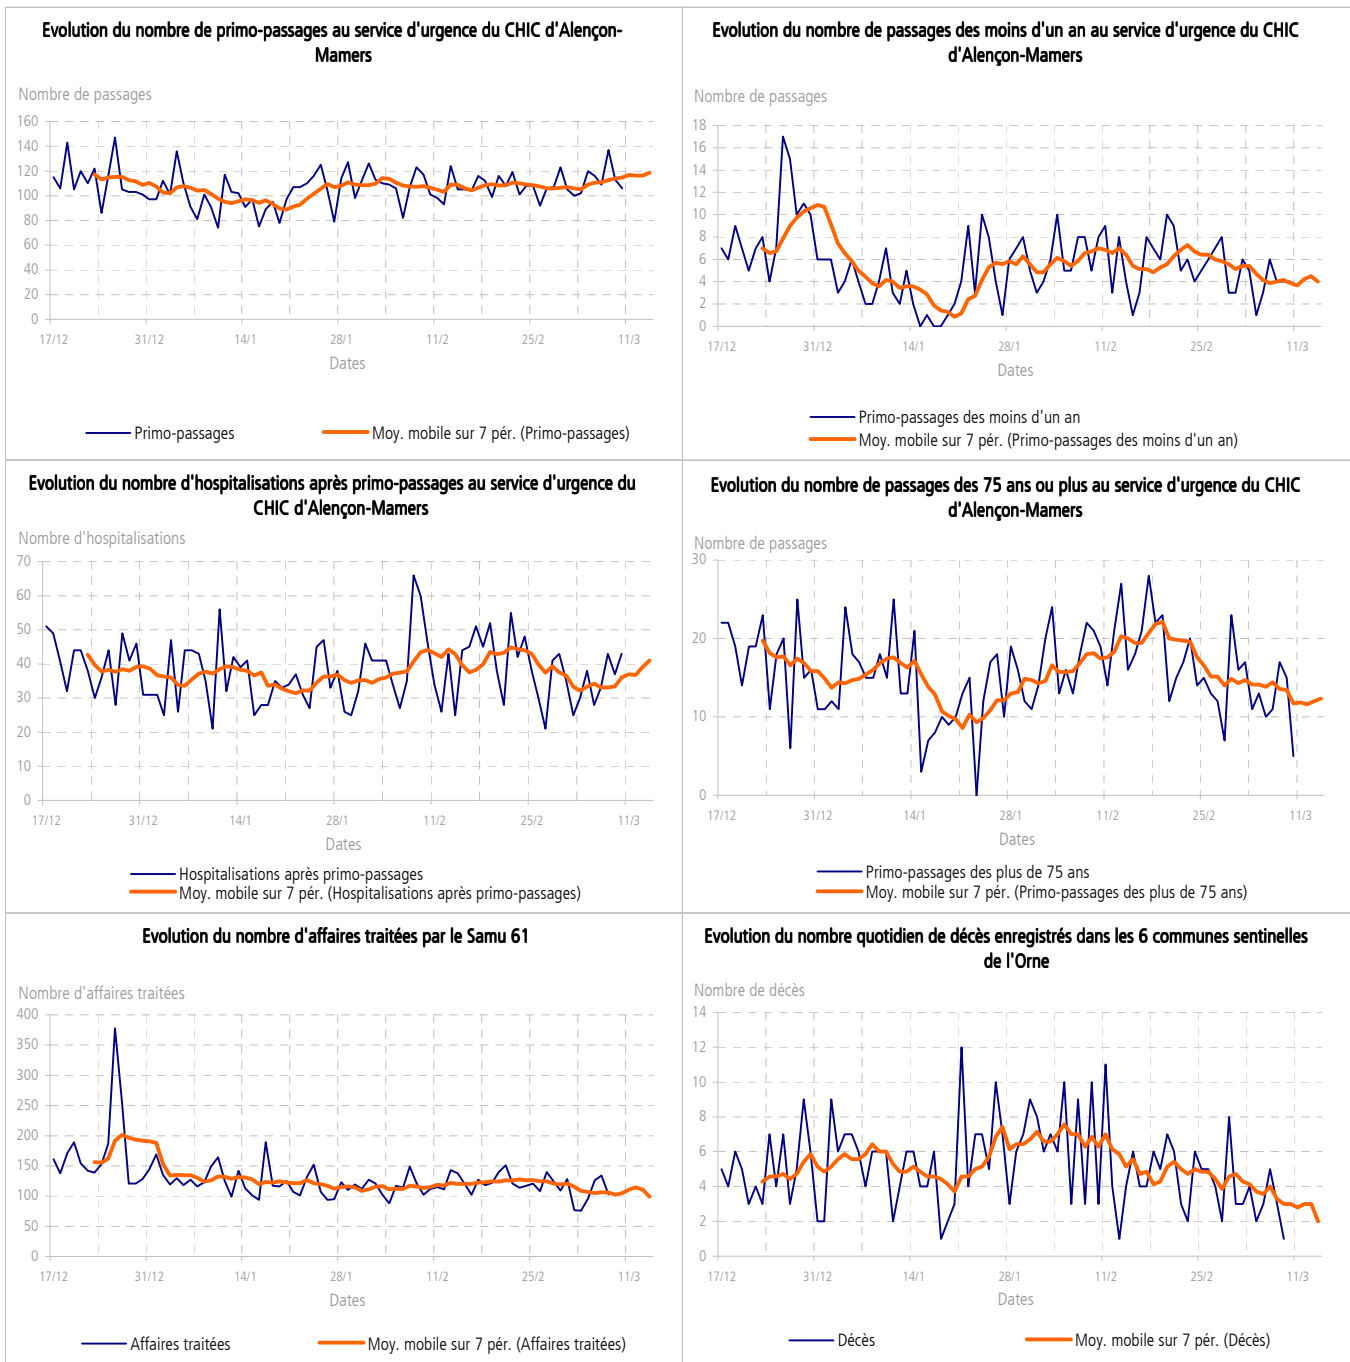 Evolution du nombre de primo-passages au service d'urgence du CHIC d'Alençon-
Mamers
Nombre de passages
160
140
120
100
80
60
40
20
0
17/12 31/12 14/1 28/1 11/2 25/2 11/3
Dates
Primo-passages Moy. mobile sur 7 pér. (Primo-passages)
Evolution du nombre de passages des moins d'un an au service d'urgence du CHIC
d'Alençon-Mamers
Nombre de passages
18
16
14
12
10
8
6
4
2
0
17/12 31/12 14/1 28/1 11/2 25/2 11/3
Dates
Primo-passages des moins d'un an
Moy. mobile sur 7 pér. (Primo-passages des moins d'un an)
Evolution du nombre d'hospitalisations après primo-passages au service d'urgence du
CHIC d'Alençon-Mamers
Nombre d'hospitalisations
70
60
50
40
30
20
10
0
17/12 31/12 14/1 28/1 11/2 25/2 11/3
Dates
Hospitalisations après primo-passages
Moy. mobile sur 7 pér. (Hospitalisations après primo-passages)
Evolution du nombre de passages des 75 ans ou plus au service d'urgence du CHIC
d'Alençon-Mamers
Nombre de passages
30
20
10
0
17/12 31/12 14/1 28/1 11/2 25/2 11/3
Dates
Primo-passages des plus de 75 ans
Moy. mobile sur 7 pér. (Primo-passages des plus de 75 ans)
Evolution du nombre d'affaires traitées par le Samu 61
Nombre d'affaires traitées
400
350
300
250
200
150
100
50
0
17/12 31/12 14/1 28/1 11/2 25/2 11/3
Dates
Affaires traitées Moy. mobile sur 7 pér. (Affaires traitées)
Evolution du nombre quotidien de décès enregistrés dans les 6 communes sentinelles
de l'Orne
Nombre de décès
14
12
10
8
6
4
2
0
17/12 31/12 14/1 28/1 11/2 25/2 11/3
Dates
Décès Moy. mobile sur 7 pér. (Décès)